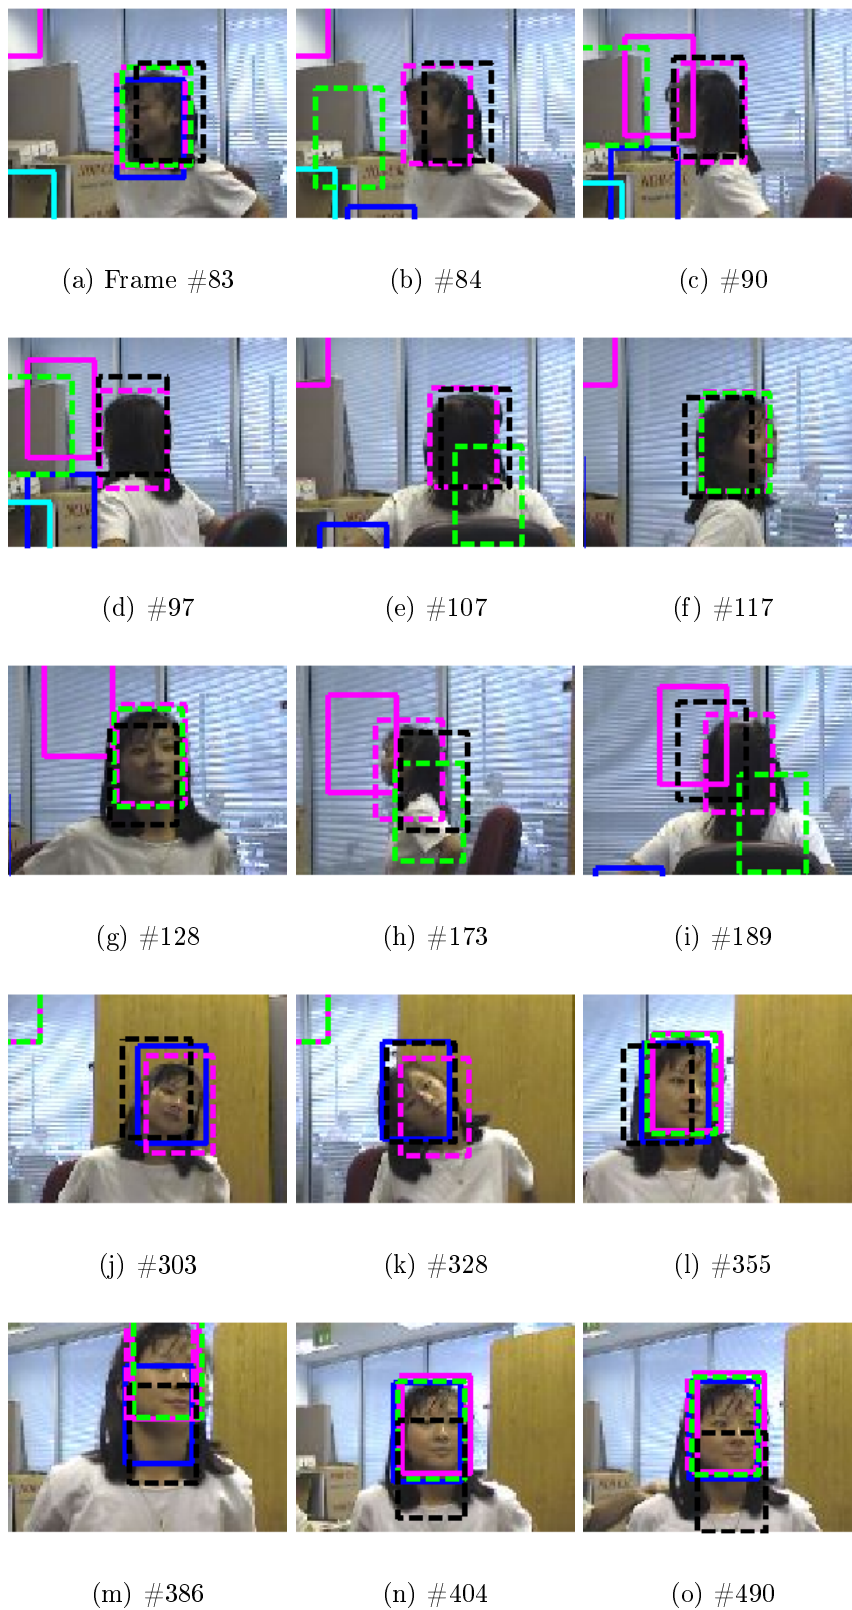 (a) Frame #83
(b) #84
(c) #90
(d) #97
(e) #107
(f) #117
(g) #128
(h) #173
(i) #189
(j) #303
(k) #328
(l) #355
(m) #386
(n) #404
(o) #490